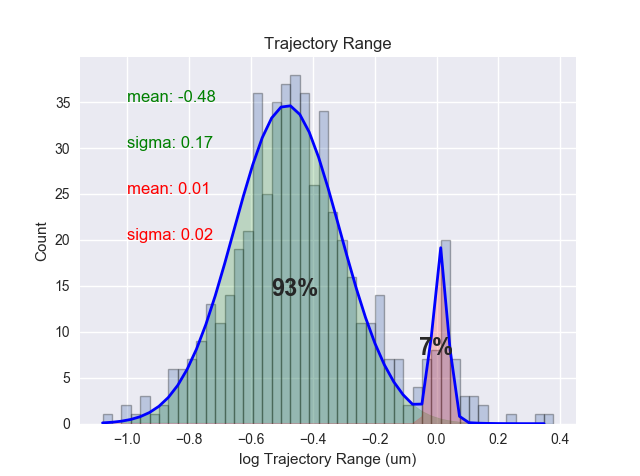 Trajectory Range
mean: -0.48
sigma: 0.17
mean: 0.01
sigma: 0.02
93%
7%
Count
35
30
25
20
15
10
5
0
−1.0 −0.8 −0.6 −0.4 −0.2 0.0 0.2 0.4
log Trajectory Range (um)